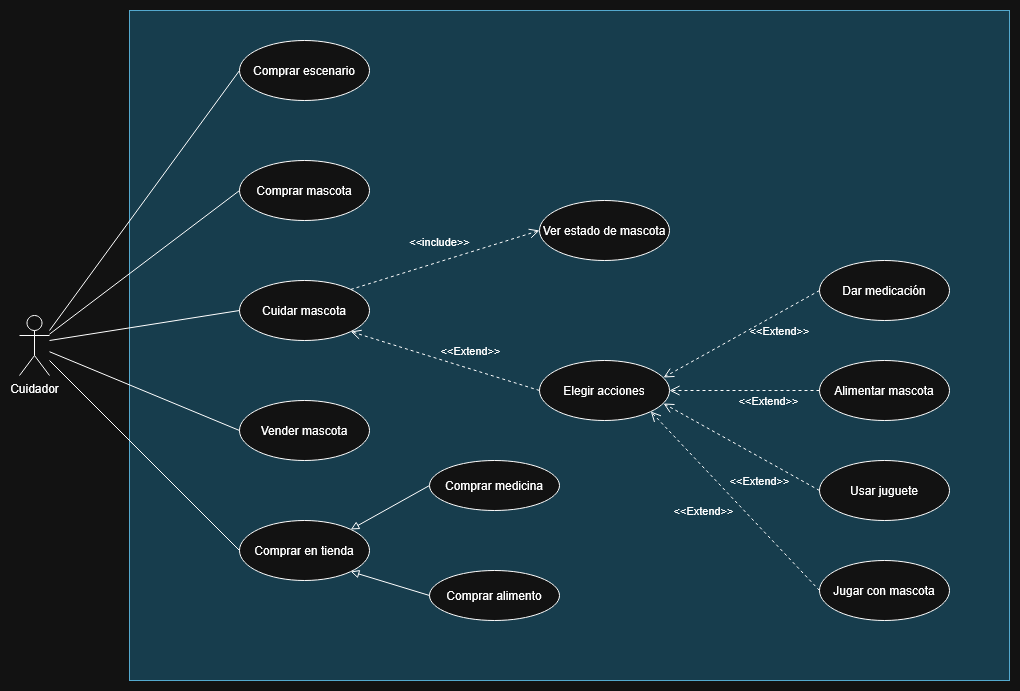 Comprar escenario
Comprar mascota
Ver estado de mascota
<<include>>
Dar medicación
Cuidar mascota
<<Extend>>
<<Extend>>
Cuidador
Elegir acciones
Alimentar mascota
<<Extend>>
Vender mascota
Comprar medicina
<<Extend>>
Usar juguete
<<Extend>>
Comprar en tienda
Comprar alimento
Jugar con mascota